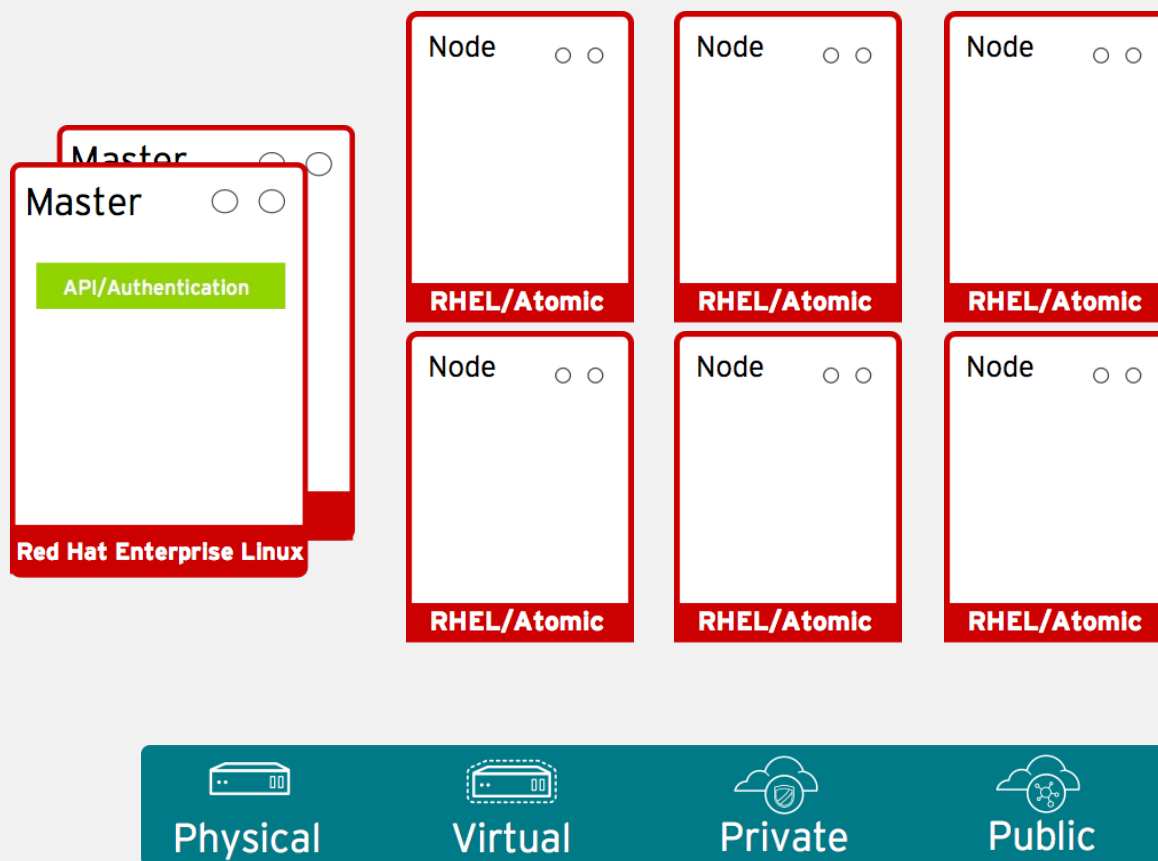 Node
Node
Node
Master
Master
API/Authentication
RHEL/Atomic
RHEL/Atomic
RHEL/Atomic
Node
Node
Node
Red Hat Enterprise Linux
RHEL/Atomic
RHEL/Atomic
RHEL/Atomic
Physical
Virtual
Private
Public